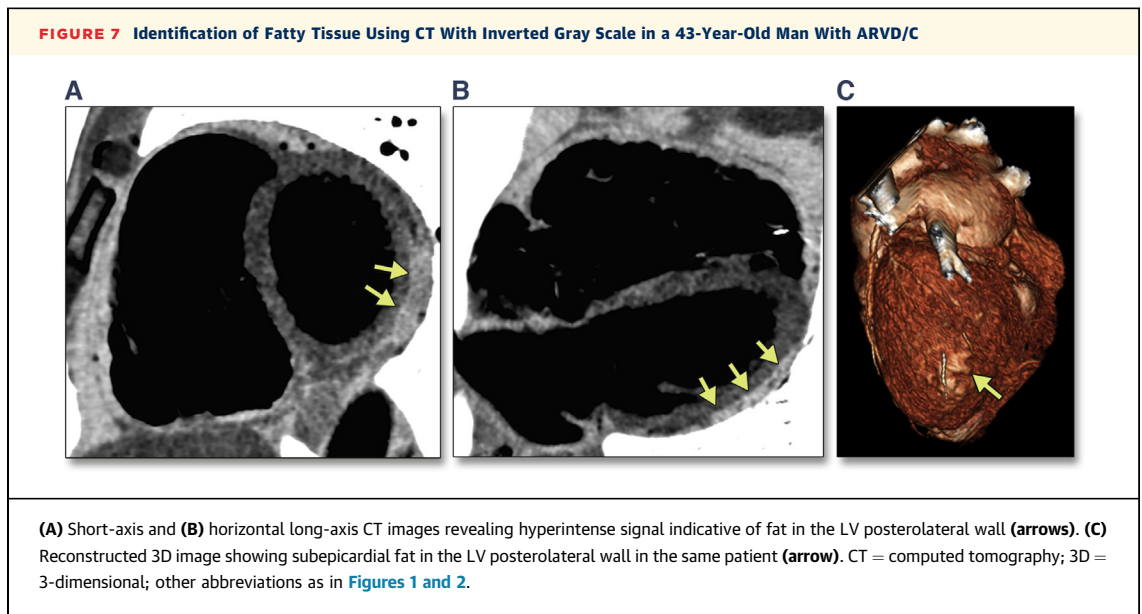 FIGURE 7 Identification of Fatty Tissue Using CT With Inverted Gray Scale in a 43-Year-Old Man With ARVD/C
A
B
C
(A) Short-axis and (B) horizontal long-axis CT images revealing hyperintense signal indicative of fat in the LV posterolateral wall (arrows). (C)
Reconstructed 3D image showing subepicardial fat in the LV posterolateral wall in the same patient (arrow). CT = computed tomography; 3D =
3-dimensional; other abbreviations as in Figures 1 and 2.